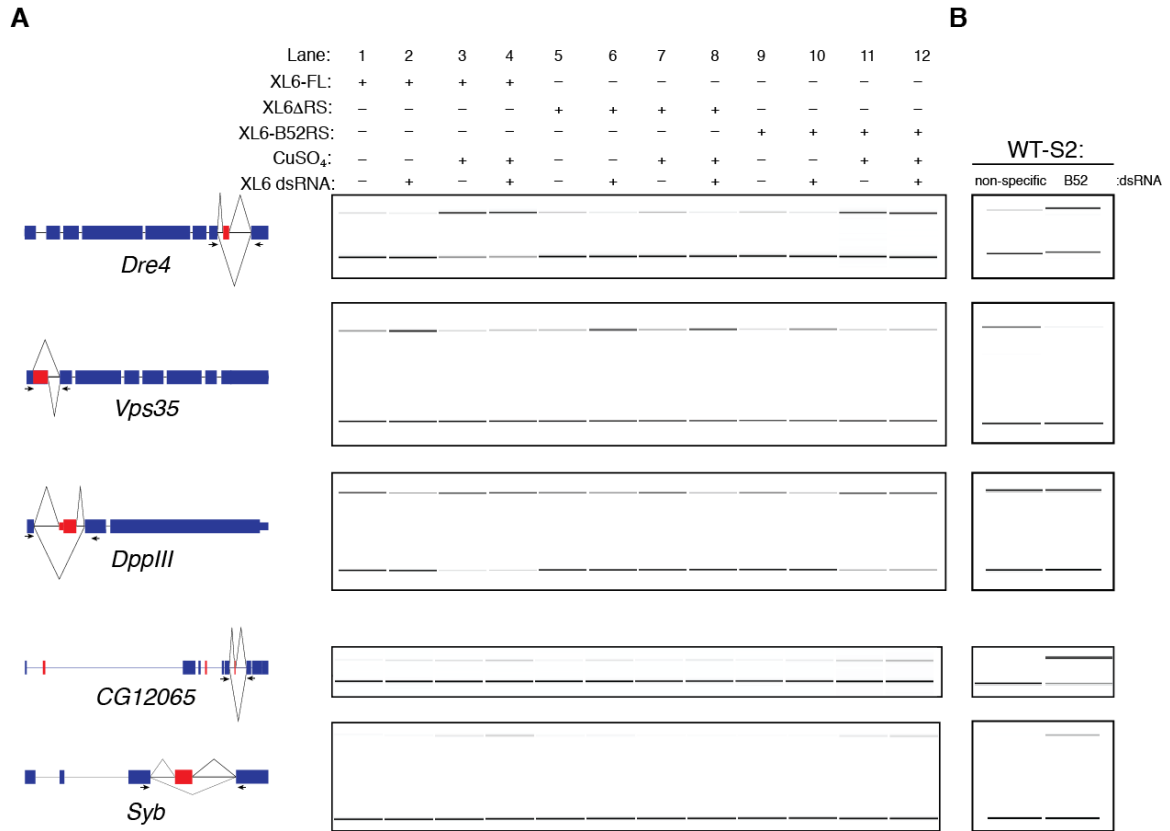 A
B
Lane: 1 2 3 4 5 6 7 8 9 10 11 12
XL6-FL: + + + + – – – – – – – –
XL6ΔRS: – – – – + + + + – – – –
XL6-B52RS: – – – – – – – – + + + +
CuSO₄: – – + + – – + + – – + +
XL6 dsRNA: – + – + – + – + – + – +
WT-S2:
non-specific B52 :dsRNA
Dre4
Vps35
DppIII
CG12065
Syb